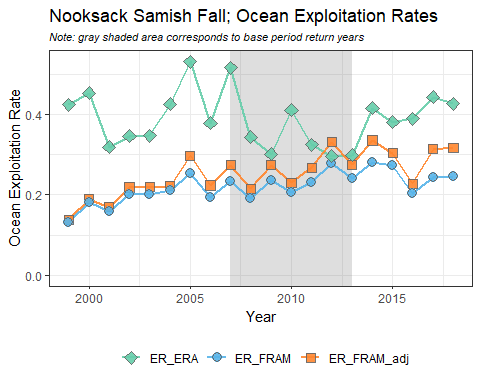 Nooksack Samish Fall; Ocean Exploitation Rates
Note: gray shaded area corresponds to base period return years
Ocean Exploitation Rate
0.4
0.2
0.0
2000 2005 2010 2015
Year
ER_ERA ER_FRAM ER_FRAM_adj